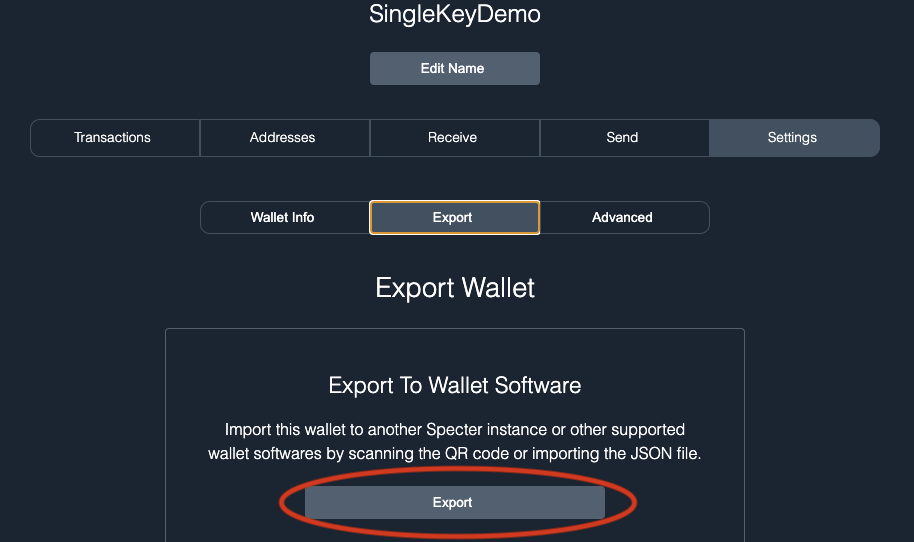 SingleKeyDemo
Edit Name
Transactions Addresses Receive Send Settings
Wallet Info Export Advanced
Export Wallet
Export To Wallet Software
Import this wallet to another Specter instance or other supported
wallet softwares by scanning the QR code or importing the JSON file.
Export